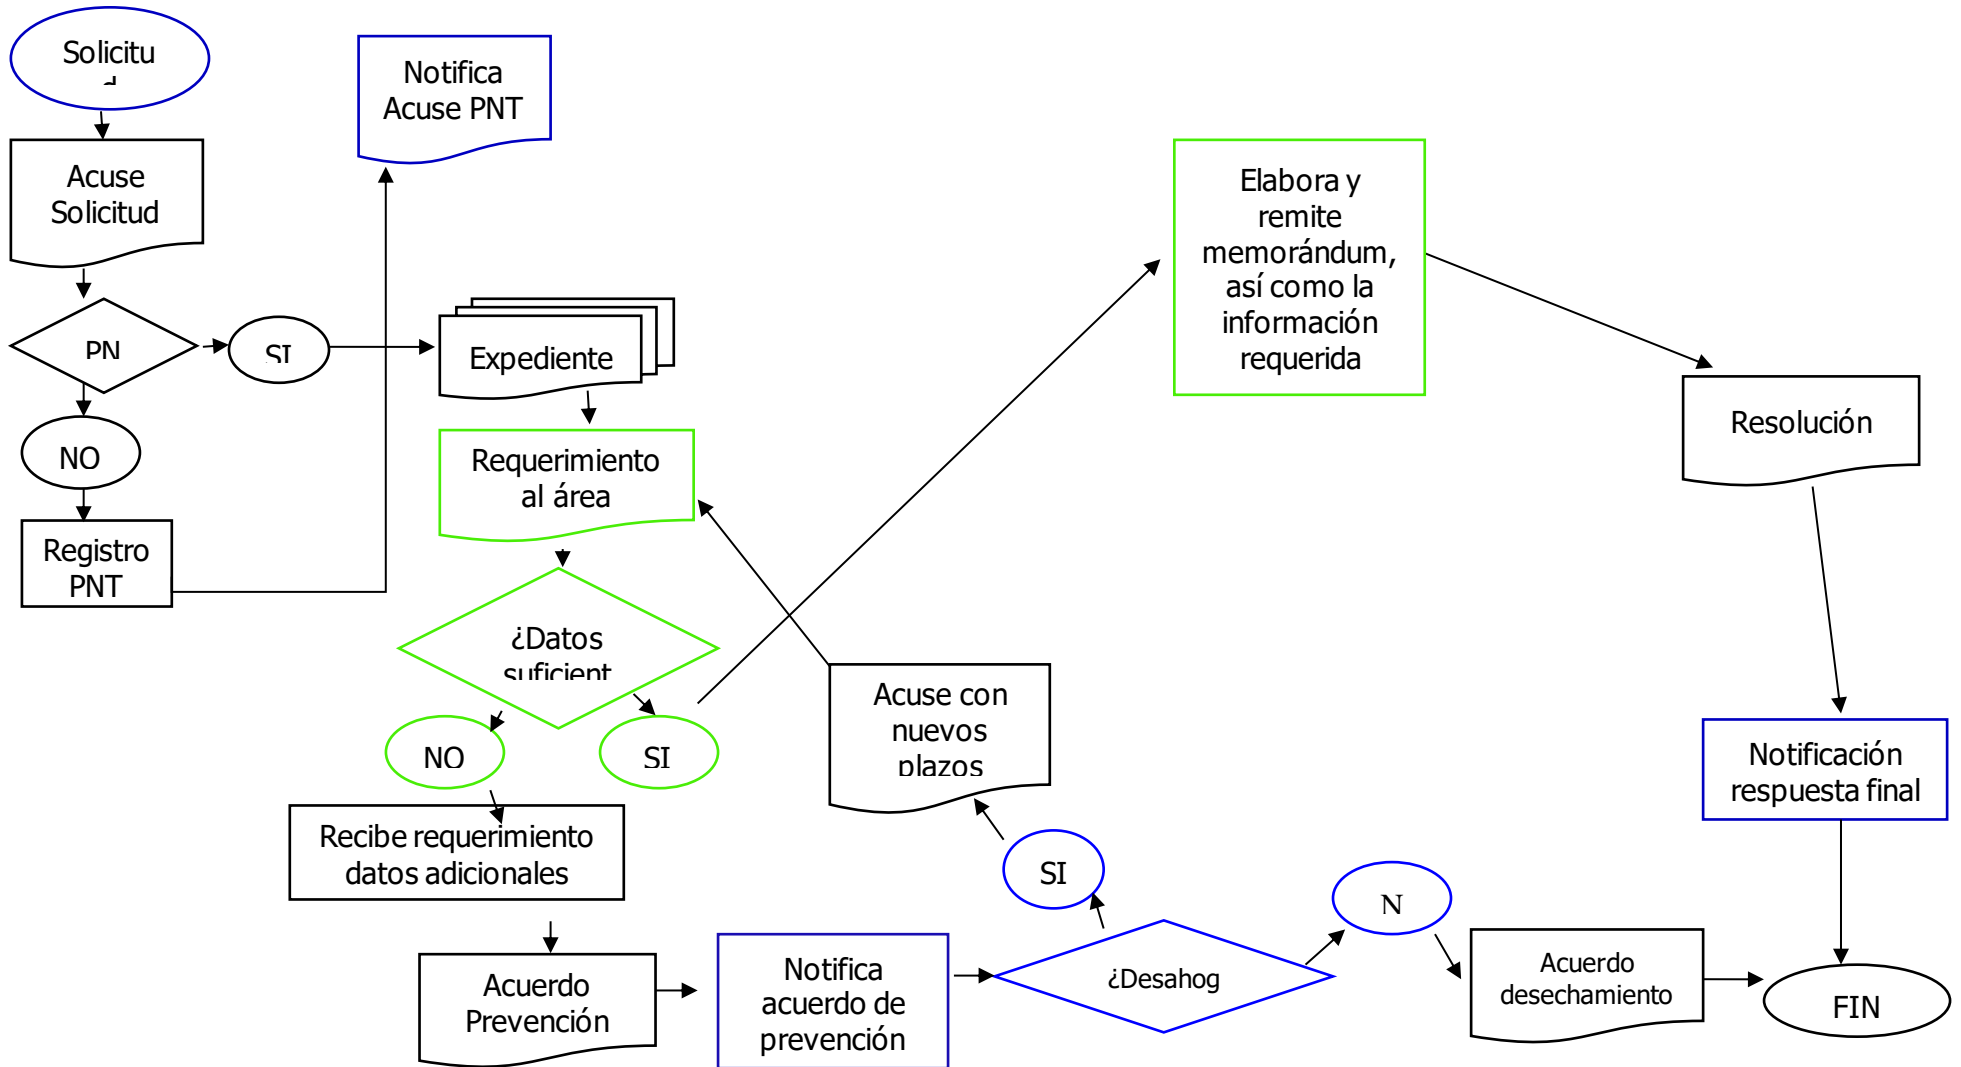 Solicitu
d
Notifica
Acuse PNT
Acuse
Solicitud
Elabora y
remite
memorándum,
así como la
información
requerida
PN
SI
Expediente
Resolución
NO
Requerimiento
al área
Registro
PNT
¿Datos
suficient
Acuse con
nuevos
plazos
NO
SI
Notificación
respuesta final
Recibe requerimiento
datos adicionales
SI
N
Acuerdo
Prevención
Notifica
acuerdo de
prevención
¿Desahog
Acuerdo
desechamiento
FIN